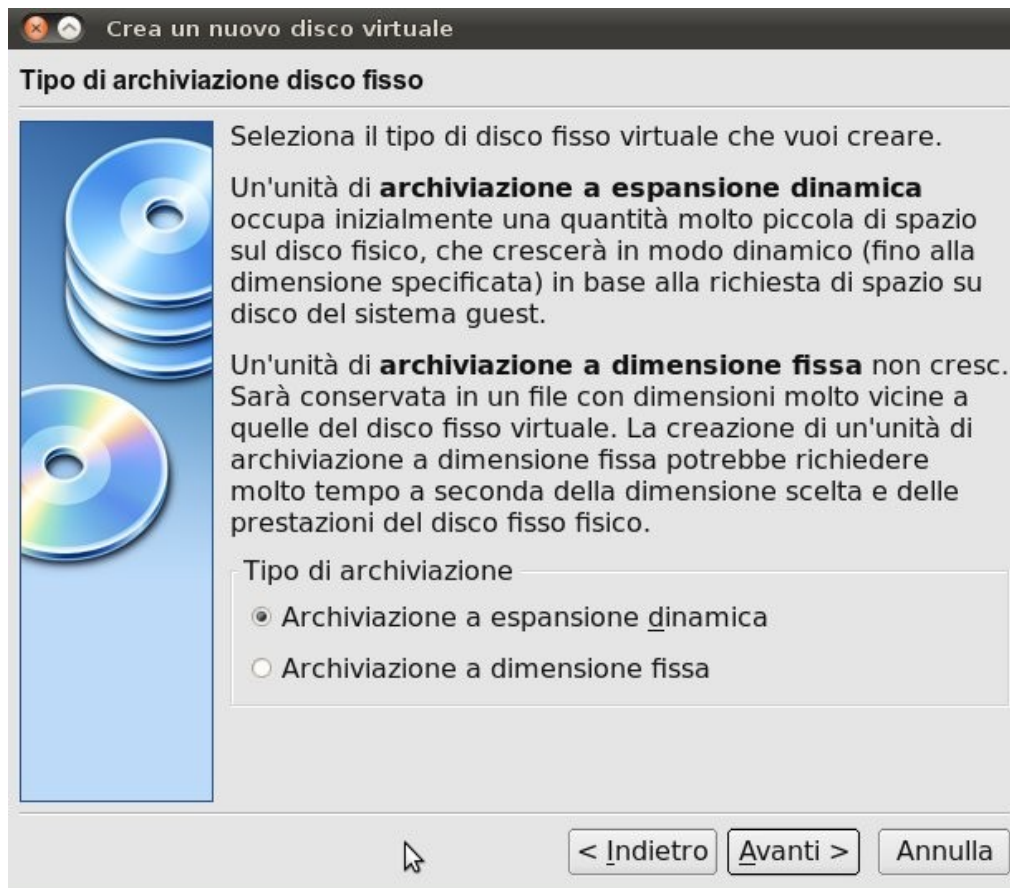 Crea un nuovo disco virtuale
Tipo di archiviazione disco fisso
Seleziona il tipo di disco fisso virtuale che vuoi creare.
Un'unità di archiviazione a espansione dinamica
occupa inizialmente una quantità molto piccola di spazio
sul disco fisico, che crescerà in modo dinamico (fino alla
dimensione specificata) in base alla richiesta di spazio su
disco del sistema guest.
Un'unità di archiviazione a dimensione fissa non cresc.
Sarà conservata in un file con dimensioni molto vicine a
quelle del disco fisso virtuale. La creazione di un'unità di
archiviazione a dimensione fissa potrebbe richiedere
molto tempo a seconda della dimensione scelta e delle
prestazioni del disco fisso fisico.
Tipo di archiviazione
Archiviazione a espansione dinamica
Archiviazione a dimensione fissa
< Indietro Avanti > Annulla